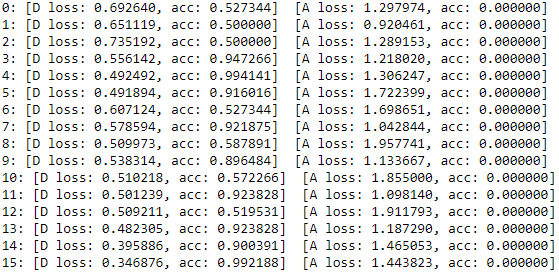 0: [D loss: 0.692640, acc: 0.527344]  [A loss: 1.297974, acc: 0.000000]
1: [D loss: 0.651119, acc: 0.500000]  [A loss: 0.920461, acc: 0.000000]
2: [D loss: 0.735192, acc: 0.500000]  [A loss: 1.289153, acc: 0.000000]
3: [D loss: 0.556142, acc: 0.947266]  [A loss: 1.218020, acc: 0.000000]
4: [D loss: 0.492492, acc: 0.994141]  [A loss: 1.306247, acc: 0.000000]
5: [D loss: 0.491894, acc: 0.916016]  [A loss: 1.722399, acc: 0.000000]
6: [D loss: 0.607124, acc: 0.527344]  [A loss: 1.698651, acc: 0.000000]
7: [D loss: 0.578594, acc: 0.921875]  [A loss: 1.042844, acc: 0.000000]
8: [D loss: 0.509973, acc: 0.587891]  [A loss: 1.957741, acc: 0.000000]
9: [D loss: 0.538314, acc: 0.896484]  [A loss: 1.133667, acc: 0.000000]
10: [D loss: 0.510218, acc: 0.572266]  [A loss: 1.855000, acc: 0.000000]
11: [D loss: 0.501239, acc: 0.923828]  [A loss: 1.098140, acc: 0.000000]
12: [D loss: 0.509211, acc: 0.519531]  [A loss: 1.911793, acc: 0.000000]
13: [D loss: 0.482305, acc: 0.923828]  [A loss: 1.187290, acc: 0.000000]
14: [D loss: 0.395886, acc: 0.900391]  [A loss: 1.465053, acc: 0.000000]
15: [D loss: 0.346876, acc: 0.992188]  [A loss: 1.443823, acc: 0.000000]